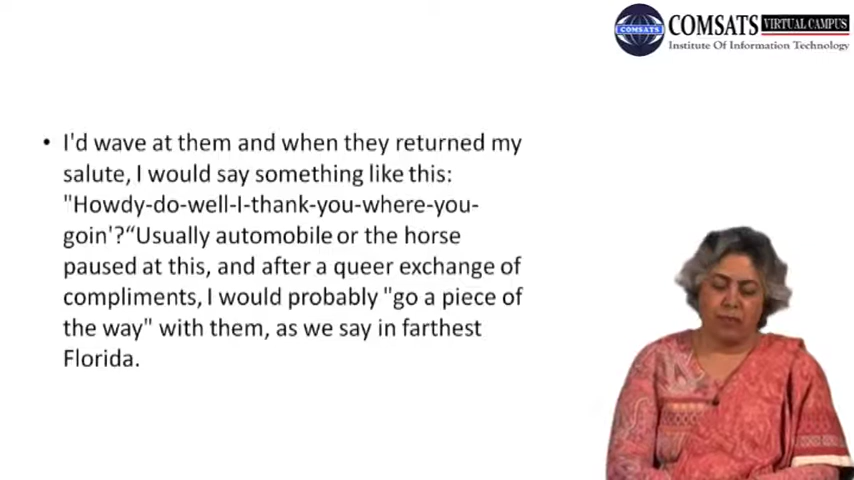 COMSATS
COMSATS VIRTUAL CAMPUS
Institute Of Information Technology
• I'd wave at them and when they returned my
salute, I would say something like this:
"Howdy-do-well-I-thank-you-where-you-
goin'?“Usually automobile or the horse
paused at this, and after a queer exchange of
compliments, I would probably "go a piece of
the way" with them, as we say in farthest
Florida.